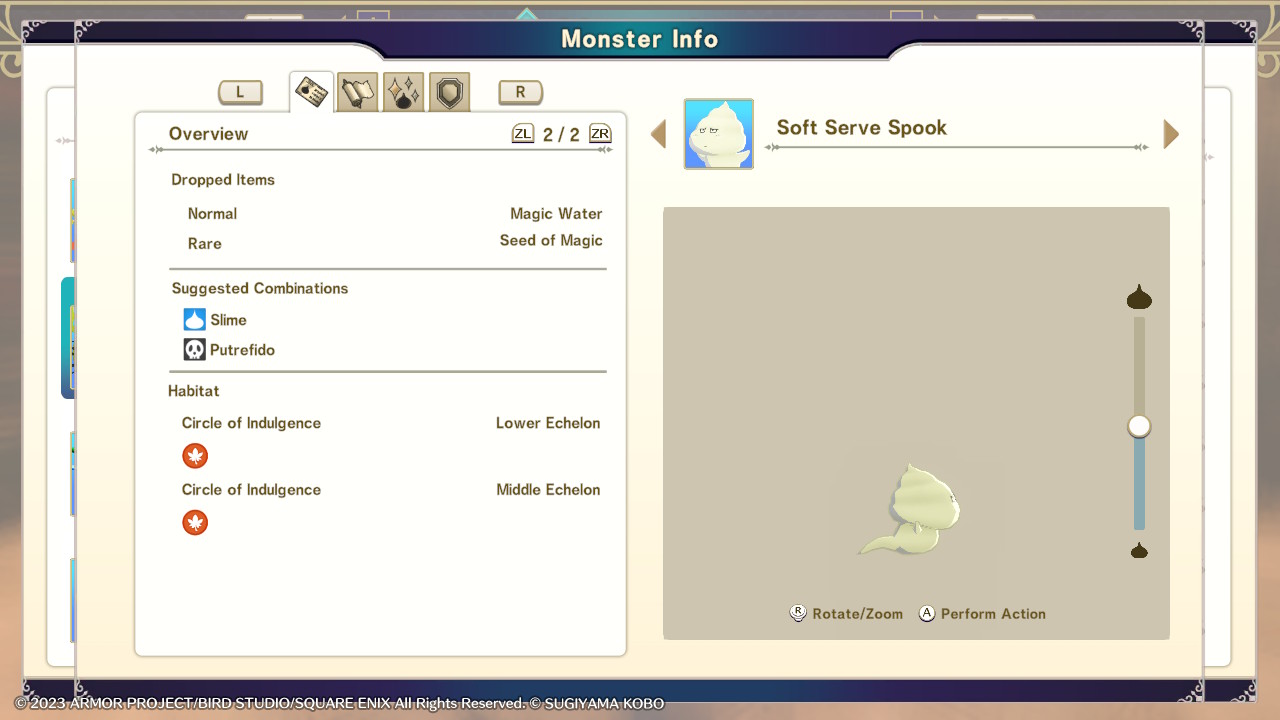 Monster Info
L
R
Overview
ZL 2 / 2 ZR
Dropped Items
Normal Magic Water
Rare Seed of Magic
Suggested Combinations
Slime
Putrefido
Habitat
Circle of Indulgence Lower Echelon
Circle of Indulgence Middle Echelon
Soft Serve Spook
R Rotate/Zoom A Perform Action
© 2023 ARMOR PROJECT/BIRD STUDIO/SQUARE ENIX All Rights Reserved. © SUGIYAMA KOBO